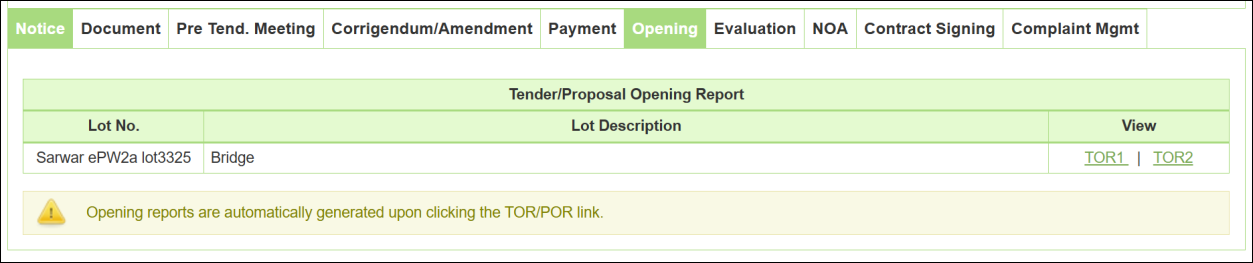 Notice Document Pre Tend. Meeting Corrigendum/Amendment Payment Opening Evaluation NOA Contract Signing Complaint Mgmt
Tender/Proposal Opening Report
Lot No. Lot Description View
Sarwar ePW2a lot3325 Bridge TOR1 | TOR2
Opening reports are automatically generated upon clicking the TOR/POR link.